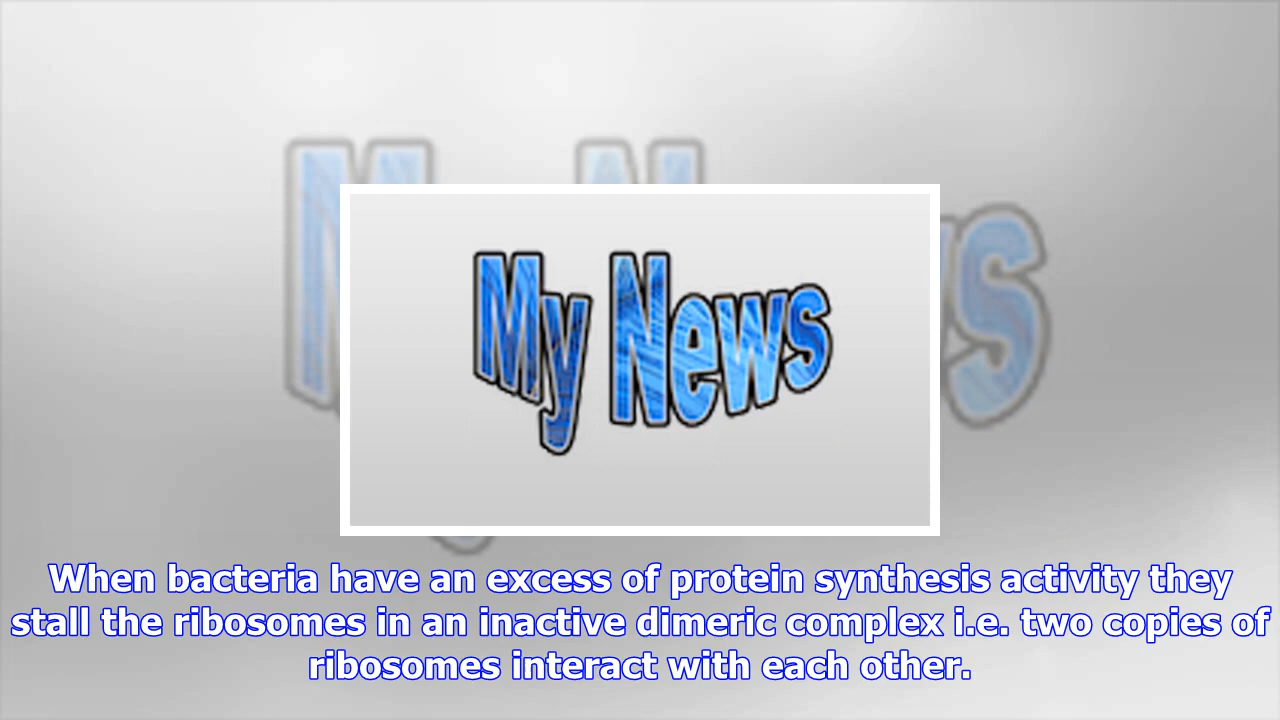 My News
When bacteria have an excess of protein synthesis activity they
stall the ribosomes in an inactive dimeric complex i.e. two copies of
ribosomes interact with each other.